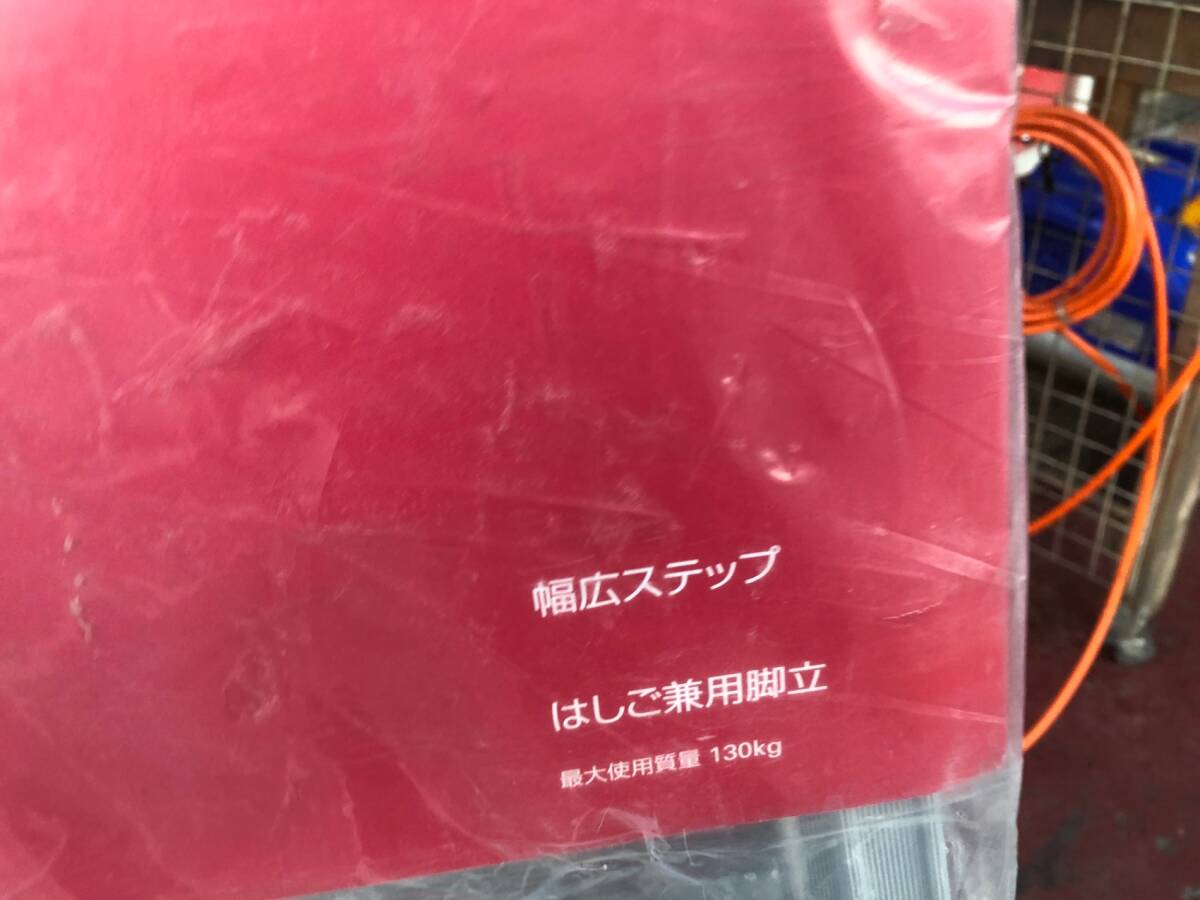 幅広ステップ
はしご兼用脚立
最大使用質量 130kg